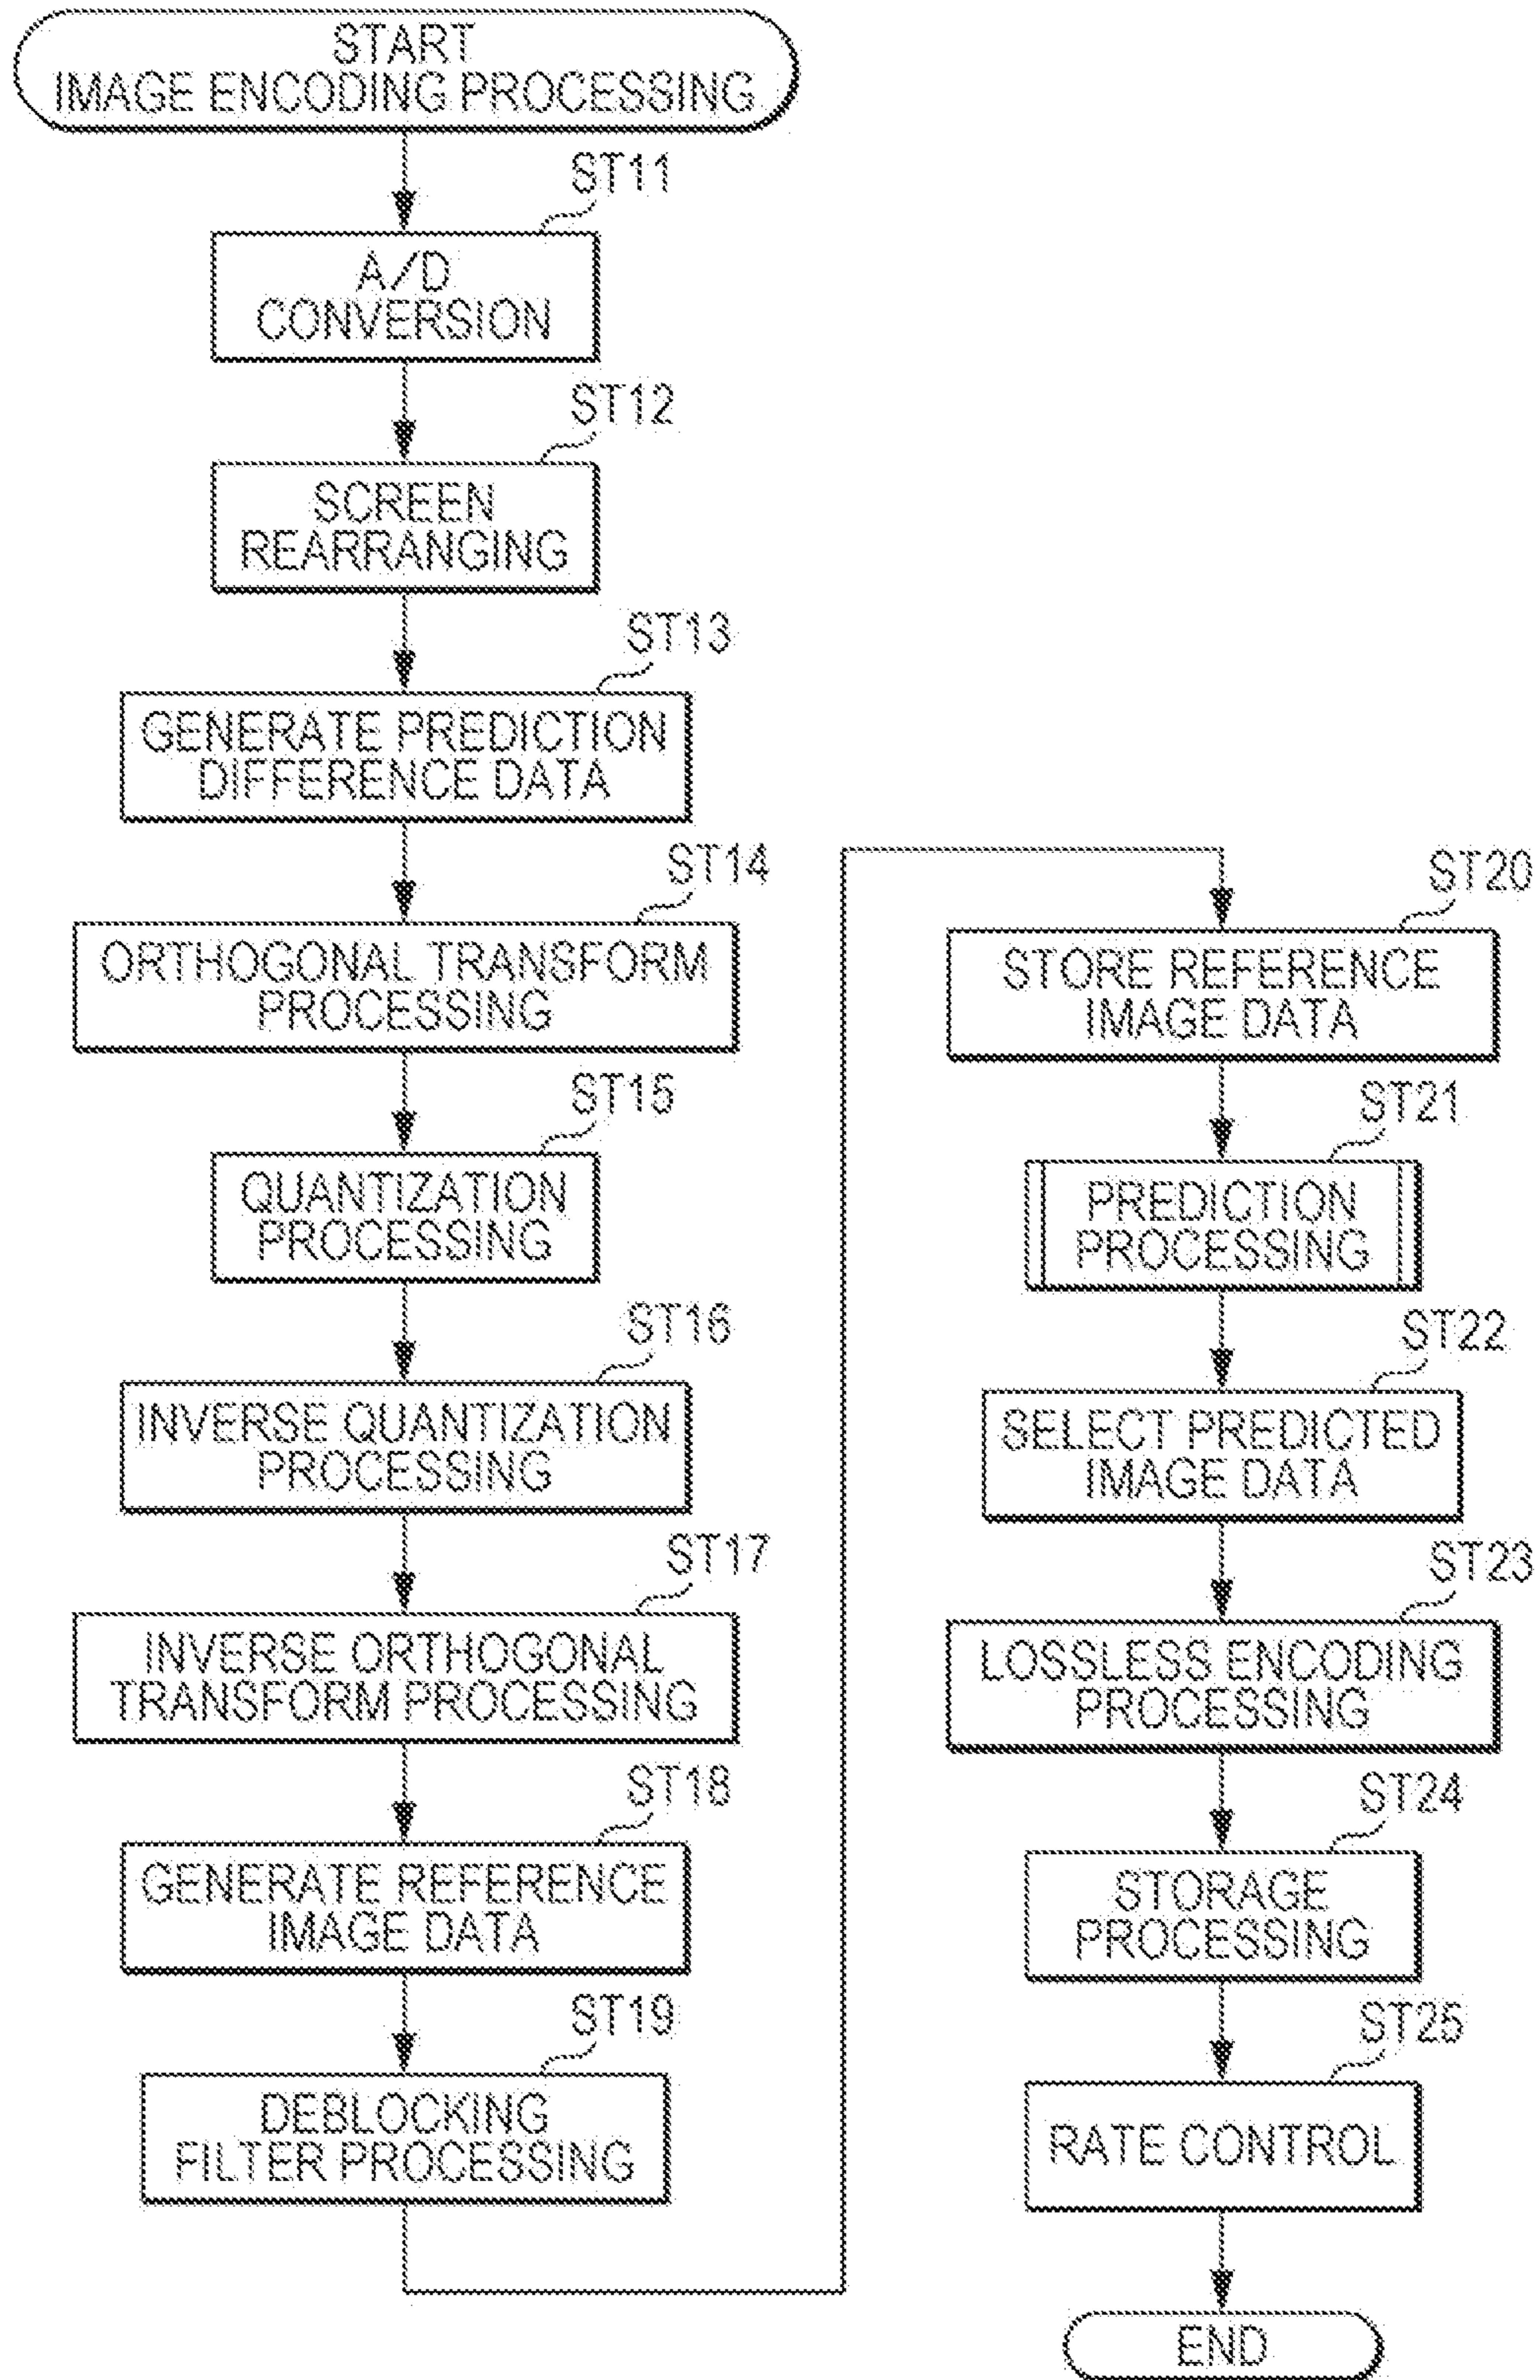 START
IMAGE ENCODING PROCESSING
ST11
A/D
CONVERSION
ST12
SCREEN
REARRANGING
ST13
GENERATE PREDICTION
DIFFERENCE DATA
ST14
ORTHOGONAL TRANSFORM
PROCESSING
ST15
QUANTIZATION
PROCESSING
ST16
INVERSE QUANTIZATION
PROCESSING
ST17
INVERSE ORTHOGONAL
TRANSFORM PROCESSING
ST18
GENERATE REFERENCE
IMAGE DATA
ST19
DEBLOCKING
FILTER PROCESSING
ST20
STORE REFERENCE
IMAGE DATA
ST21
PREDICTION
PROCESSING
ST22
SELECT PREDICTED
IMAGE DATA
ST23
LOSSLESS ENCODING
PROCESSING
ST24
STORAGE
PROCESSING
ST25
RATE CONTROL
END